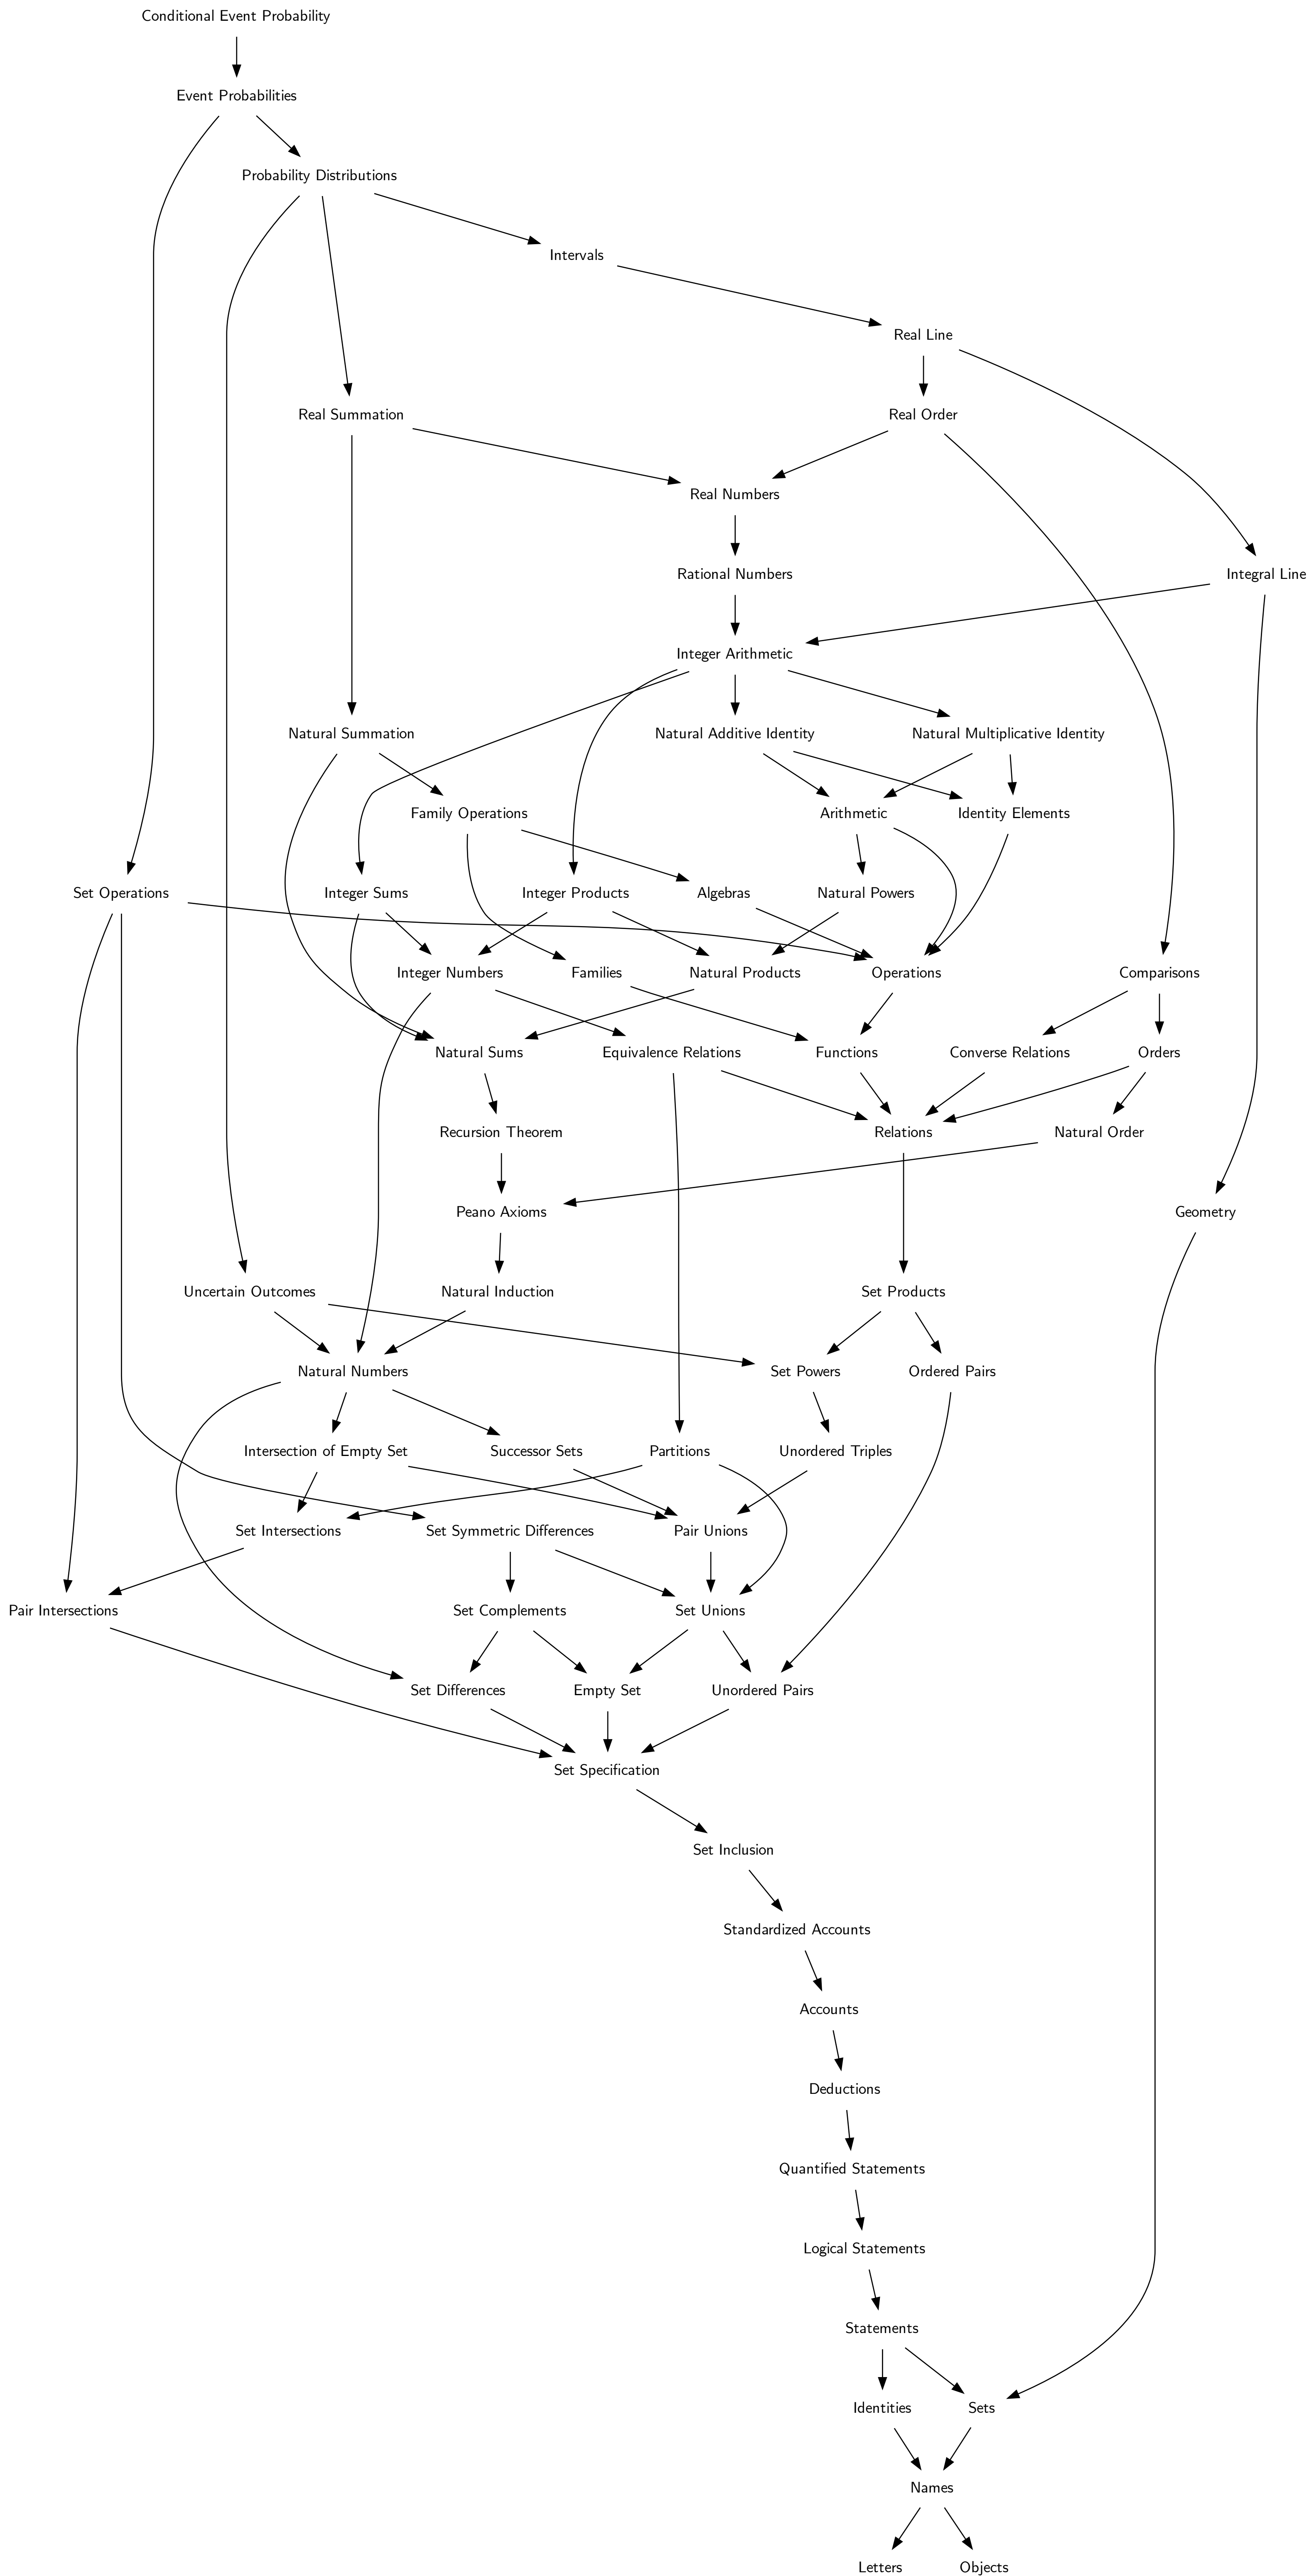 Conditional Event Probability
Event Probabilities
Probability Distributions
Intervals
Real Line
Real Summation
Real Order
Real Numbers
Rational Numbers
Integral Line
Integer Arithmetic
Natural Summation
Natural Additive Identity
Natural Multiplicative Identity
Family Operations
Arithmetic
Identity Elements
Set Operations
Integer Sums
Integer Products
Algebras
Natural Powers
Integer Numbers
Families
Natural Products
Operations
Comparisons
Natural Sums
Equivalence Relations
Functions
Converse Relations
Orders
Recursion Theorem
Relations
Natural Order
Peano Axioms
Geometry
Uncertain Outcomes
Natural Induction
Set Products
Natural Numbers
Set Powers
Ordered Pairs
Intersection of Empty Set
Successor Sets
Partitions
Unordered Triples
Set Intersections
Set Symmetric Differences
Pair Unions
Pair Intersections
Set Complements
Set Unions
Set Differences
Empty Set
Unordered Pairs
Set Specification
Set Inclusion
Standardized Accounts
Accounts
Deductions
Quantified Statements
Logical Statements
Statements
Identities
Sets
Names
Letters
Objects